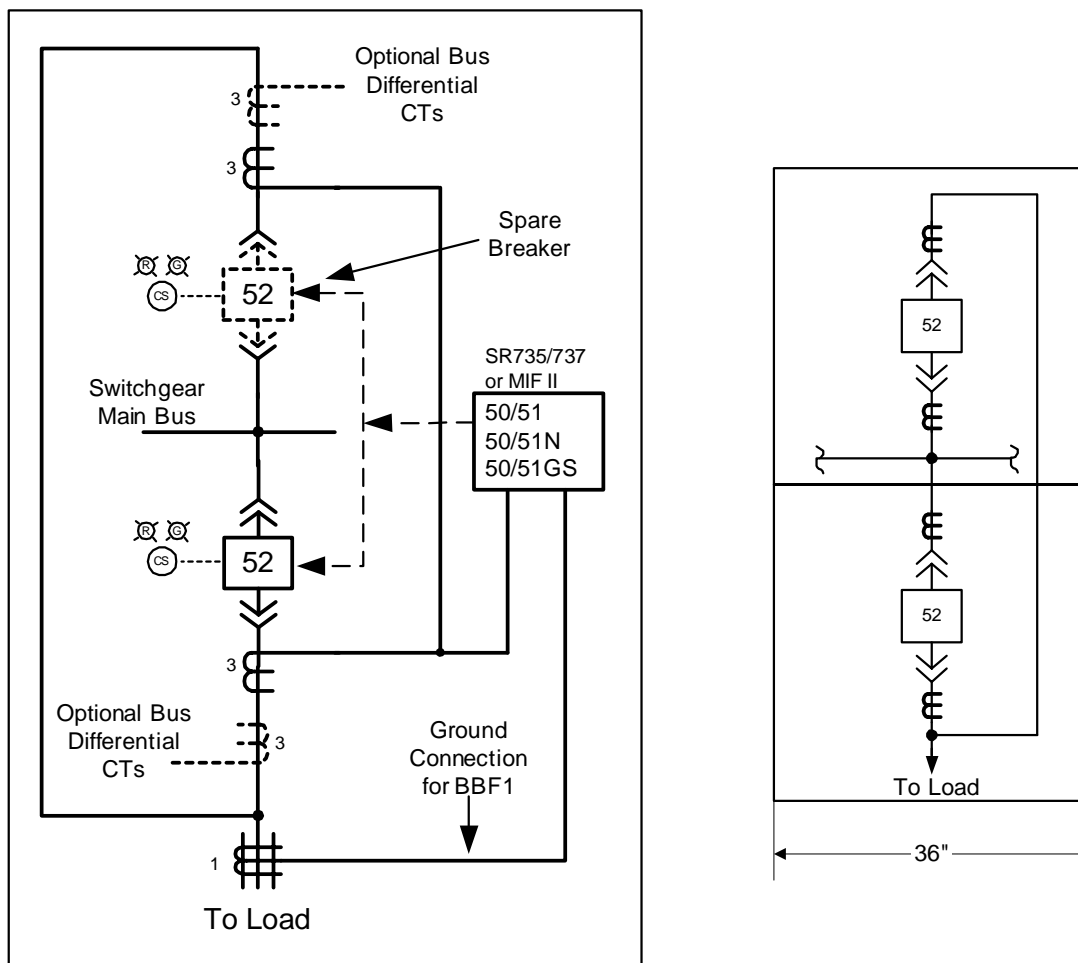 Optional Bus
Differential
CTs
3
3
Spare
Breaker
R G
CS
52
SR735/737
or MIF II
50/51
50/51N
50/51GS
Switchgear
Main Bus
R G
CS
52
3
Optional Bus
Differential
CTs
3
Ground
Connection
for BBF1
1
To Load
52
52
To Load
36"